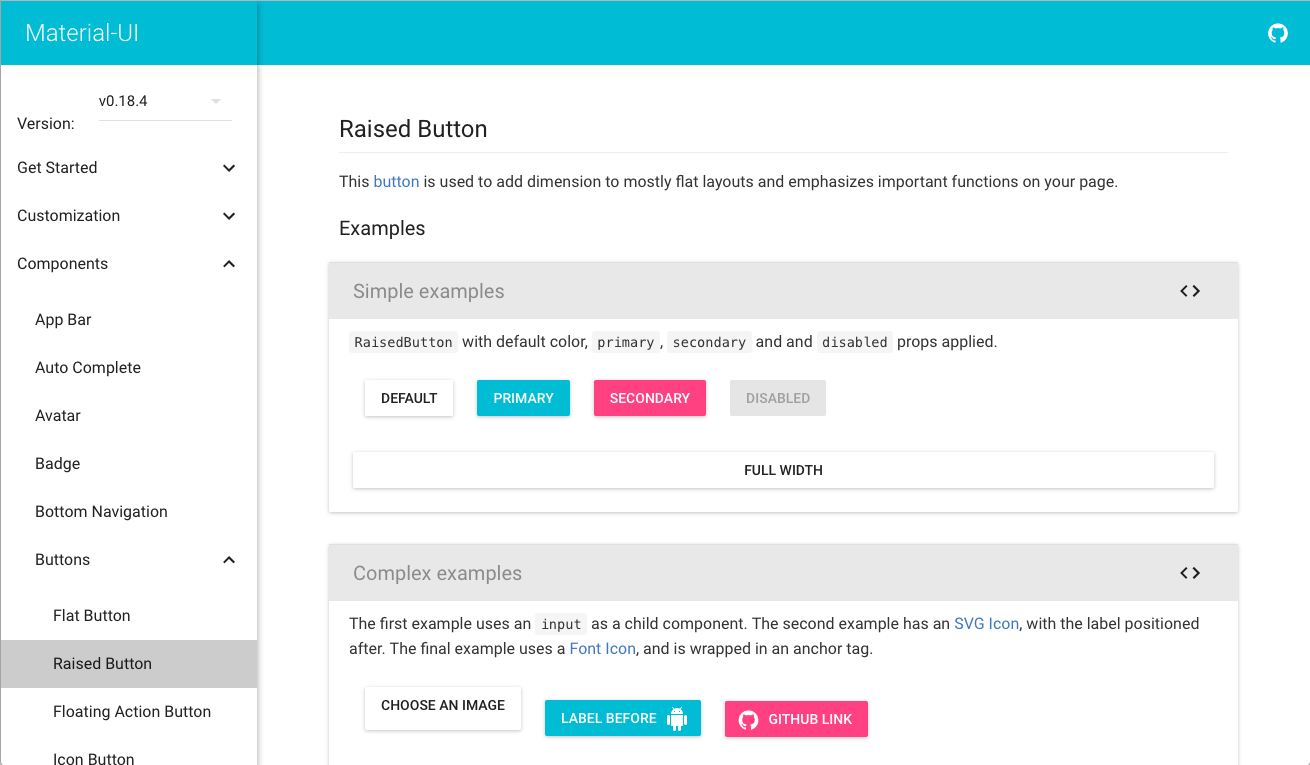 Material-UI
v0.18.4
Version:
Get Started
Customization
Components
App Bar
Auto Complete
Avatar
Badge
Bottom Navigation
Buttons
Flat Button
Raised Button
Floating Action Button
Icon Button
Raised Button
This button is used to add dimension to mostly flat layouts and emphasizes important functions on your page.
Examples
Simple examples
RaisedButton with default color, primary, secondary and and disabled props applied.
DEFAULT PRIMARY SECONDARY DISABLED
FULL WIDTH
Complex examples
The first example uses an input as a child component. The second example has an SVG Icon, with the label positioned
after. The final example uses a Font Icon, and is wrapped in an anchor tag.
CHOOSE AN IMAGE LABEL BEFORE GITHUB LINK